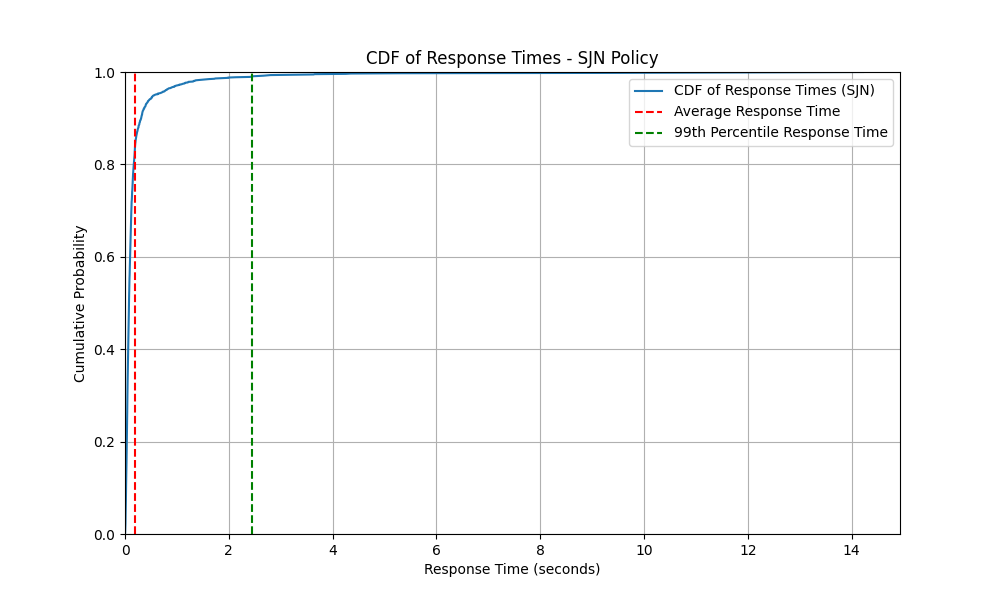 CDF of Response Times - SJN Policy
CDF of Response Times (SJN)
Average Response Time
99th Percentile Response Time
Cumulative Probability
1.0
0.8
0.6
0.4
0.2
0.0
0 2 4 6 8 10 12 14
Response Time (seconds)